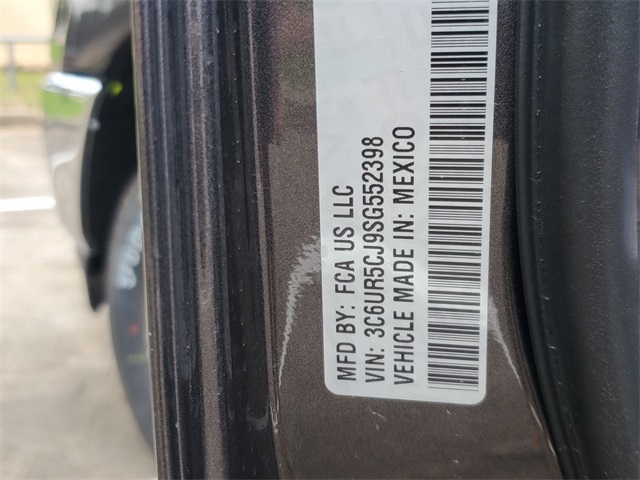 MFD BY: FCA US LLC
VIN: 3C6UR5CJ9SG552398
VEHICLE MADE IN: MEXICO